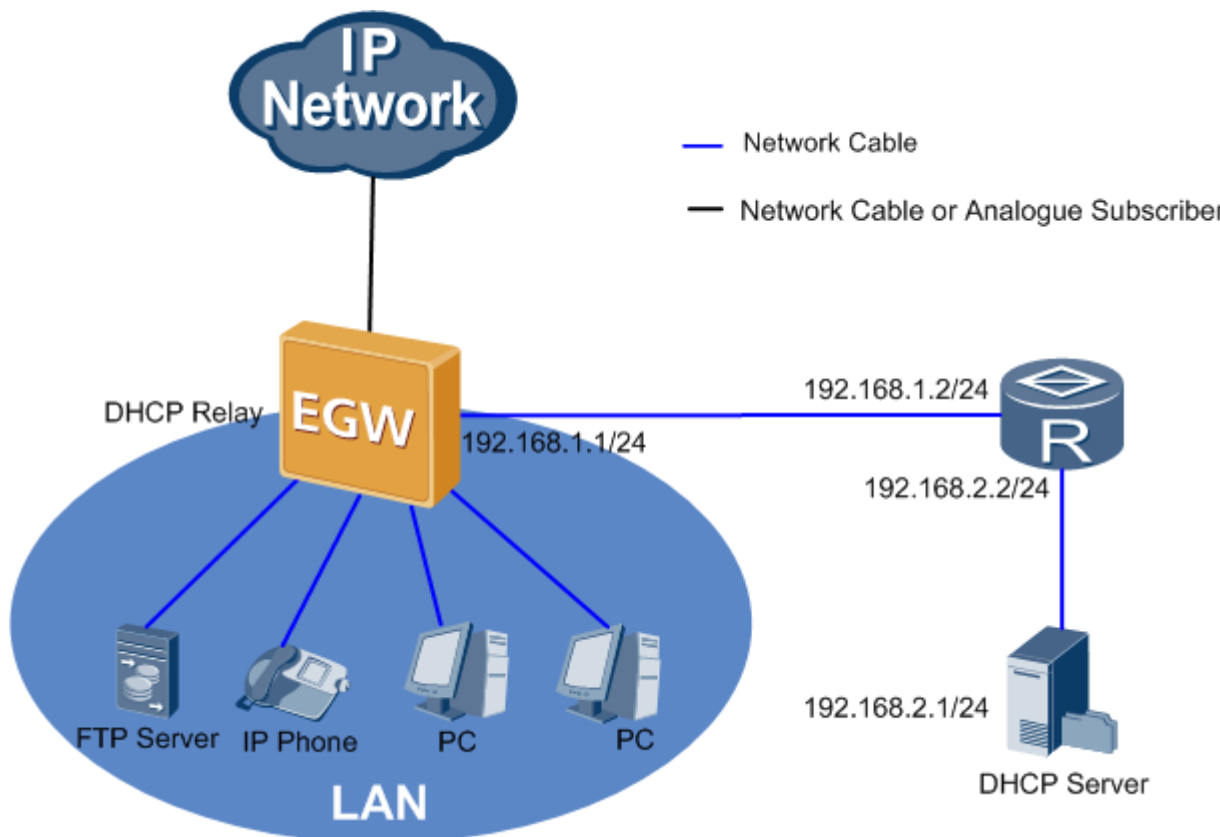 IP
Network
Network Cable
Network Cable or Analogue Subscriber
DHCP Relay
EGW
192.168.1.1/24
192.168.1.2/24
R
192.168.2.2/24
192.168.2.1/24
DHCP Server
FTP Server
IP Phone
PC
PC
LAN